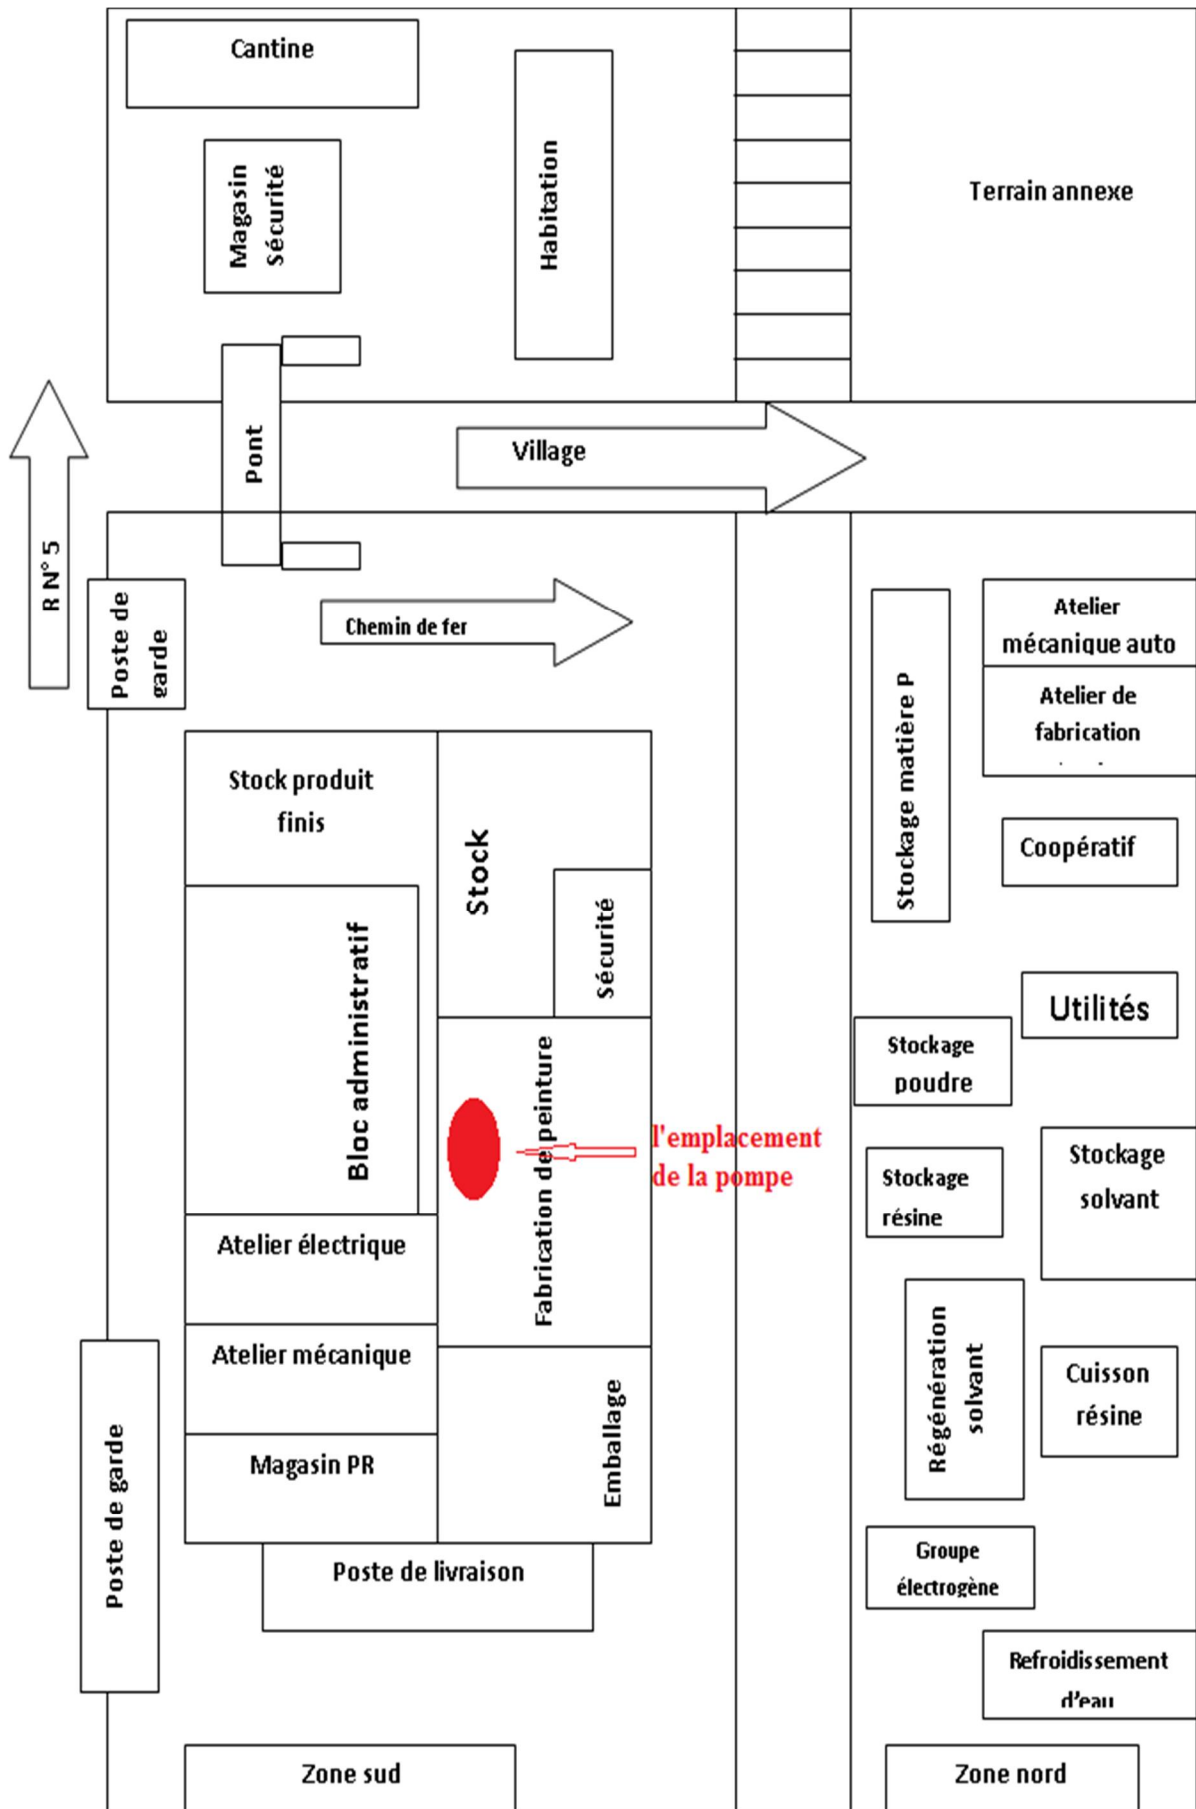 Cantine
Magasin
Sécurité
Habitation
Terrain annexe
R N° 5
Pont
Village
Poste de
garde
Chemin de fer
Stockage matière P
Atelier
mécanique auto
Atelier de
fabrication
Stock produit
finis
Stock
Coopératif
Sécurité
Bloc administratif
Utilités
Stockage
poudre
Fabrication de peinture
l'emplacement
de la pompe
Stockage
résine
Stockage
solvant
Atelier électrique
Atelier mécanique
Magasin PR
Emballage
Régénération
solvant
Cuisson
résine
Poste de garde
Poste de livraison
Groupe
électrogène
Refroidissement
d'eau
Zone sud
Zone nord